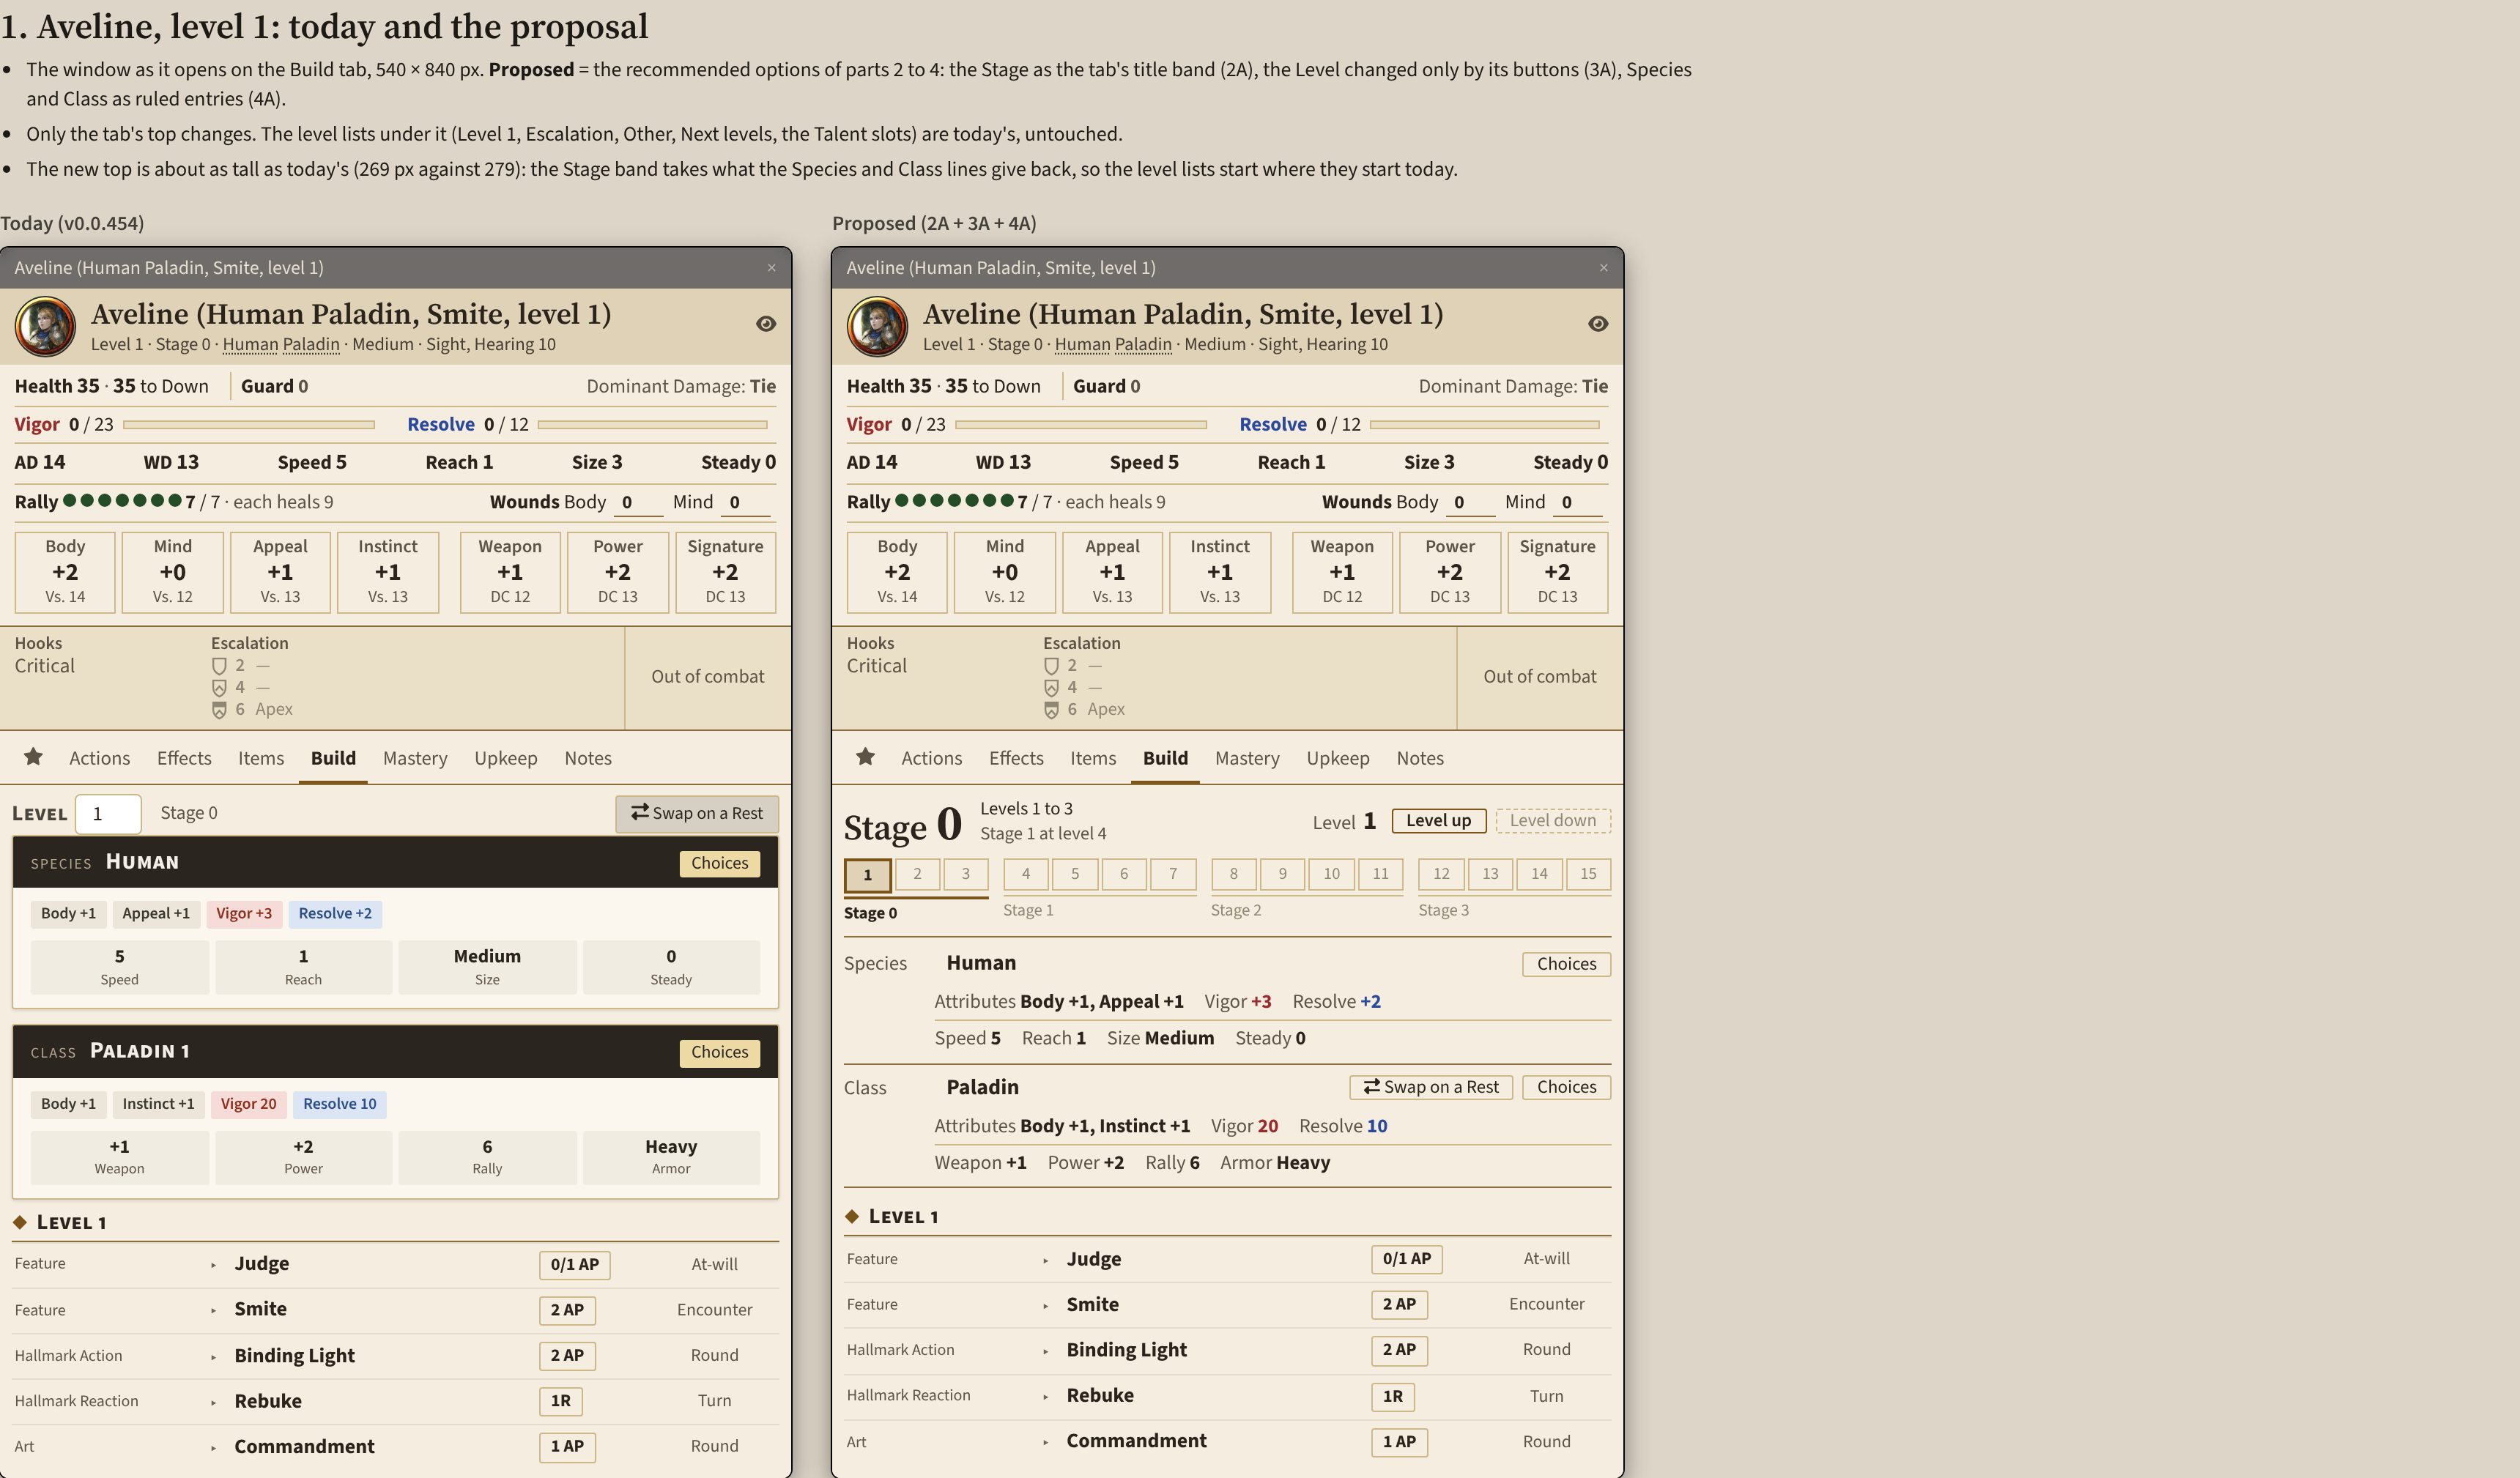 1. Aveline, level 1: today and the proposal
• The window as it opens on the Build tab, 540 × 840 px. Proposed = the recommended options of parts 2 to 4: the Stage as the tab's title band (2A), the Level changed only by its buttons (3A), Species
and Class as ruled entries (4A).
• Only the tab's top changes. The level lists under it (Level 1, Escalation, Other, Next levels, the Talent slots) are today's, untouched.
• The new top is about as tall as today's (269 px against 279): the Stage band takes what the Species and Class lines give back, so the level lists start where they start today.
Today (v0.0.454)
Aveline (Human Paladin, Smite, level 1) ×
Aveline (Human Paladin, Smite, level 1)
Level 1 · Stage 0 · Human Paladin · Medium · Sight, Hearing 10
Health 35 · 35 to Down Guard 0 Dominant Damage: Tie
Vigor 0 / 23 Resolve 0 / 12
AD 14 WD 13 Speed 5 Reach 1 Size 3 Steady 0
Rally 7 / 7 · each heals 9 Wounds Body 0 Mind 0
Body Mind Appeal Instinct Weapon Power Signature
+2 +0 +1 +1 +1 +2 +2
Vs. 14 Vs. 12 Vs. 13 Vs. 13 DC 12 DC 13 DC 13
Hooks Escalation
Critical 2 —
4 — Out of combat
6 Apex
Actions Effects Items Build Mastery Upkeep Notes
LEVEL 1 Stage 0 Swap on a Rest
SPECIES HUMAN Choices
Body +1 Appeal +1 Vigor +3 Resolve +2
5 1 Medium 0
Speed Reach Size Steady
CLASS PALADIN 1 Choices
Body +1 Instinct +1 Vigor 20 Resolve 10
+1 +2 6 Heavy
Weapon Power Rally Armor
LEVEL 1
Feature Judge 0/1 AP At-will
Feature Smite 2 AP Encounter
Hallmark Action Binding Light 2 AP Round
Hallmark Reaction Rebuke 1R Turn
Art Commandment 1 AP Round
Proposed (2A + 3A + 4A)
Aveline (Human Paladin, Smite, level 1) ×
Aveline (Human Paladin, Smite, level 1)
Level 1 · Stage 0 · Human Paladin · Medium · Sight, Hearing 10
Health 35 · 35 to Down Guard 0 Dominant Damage: Tie
Vigor 0 / 23 Resolve 0 / 12
AD 14 WD 13 Speed 5 Reach 1 Size 3 Steady 0
Rally 7 / 7 · each heals 9 Wounds Body 0 Mind 0
Body Mind Appeal Instinct Weapon Power Signature
+2 +0 +1 +1 +1 +2 +2
Vs. 14 Vs. 12 Vs. 13 Vs. 13 DC 12 DC 13 DC 13
Hooks Escalation
Critical 2 —
4 — Out of combat
6 Apex
Actions Effects Items Build Mastery Upkeep Notes
Stage 0 Levels 1 to 3 Level 1 Level up Level down
Stage 1 at level 4
1 2 3 4 5 6 7 8 9 10 11 12 13 14 15
Stage 0 Stage 1 Stage 2 Stage 3
Species Human Choices
Attributes Body +1, Appeal +1 Vigor +3 Resolve +2
Speed 5 Reach 1 Size Medium Steady 0
Class Paladin Swap on a Rest Choices
Attributes Body +1, Instinct +1 Vigor 20 Resolve 10
Weapon +1 Power +2 Rally 6 Armor Heavy
LEVEL 1
Feature Judge 0/1 AP At-will
Feature Smite 2 AP Encounter
Hallmark Action Binding Light 2 AP Round
Hallmark Reaction Rebuke 1R Turn
Art Commandment 1 AP Round